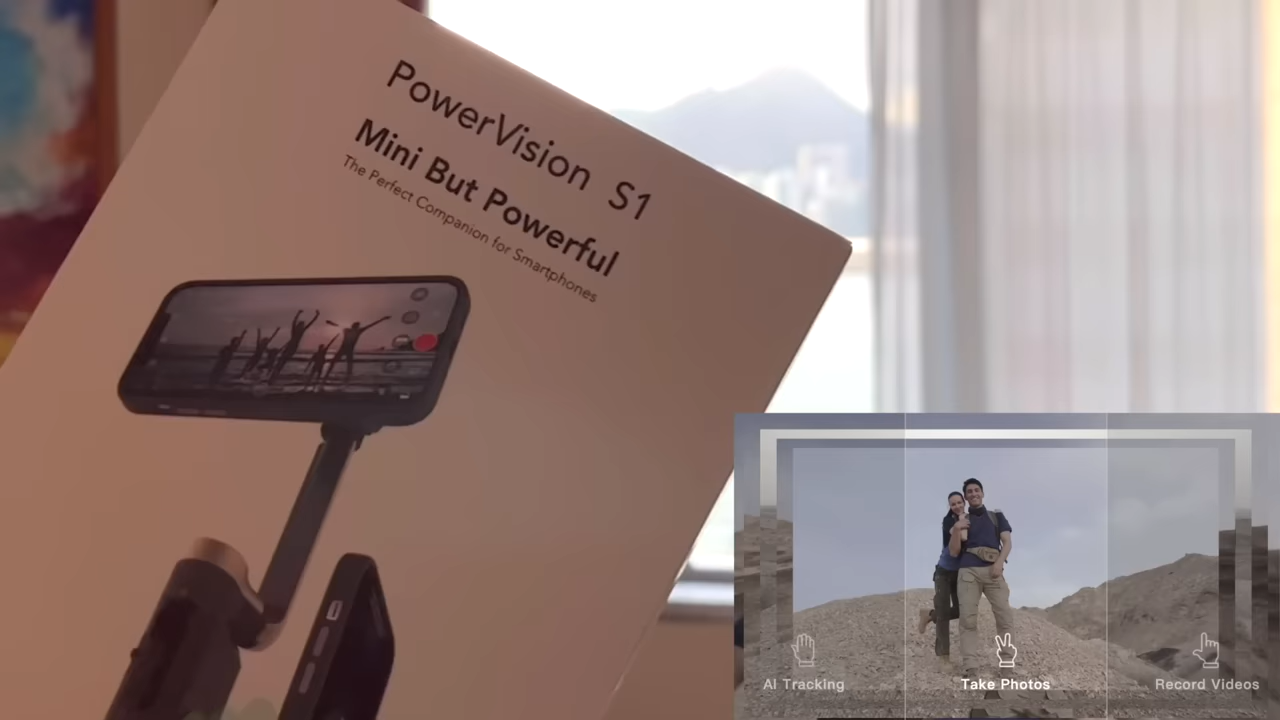 PowerVision S1
Mini But Powerful
The Perfect Companion for Smartphones
AI Tracking
Take Photos
Record Videos